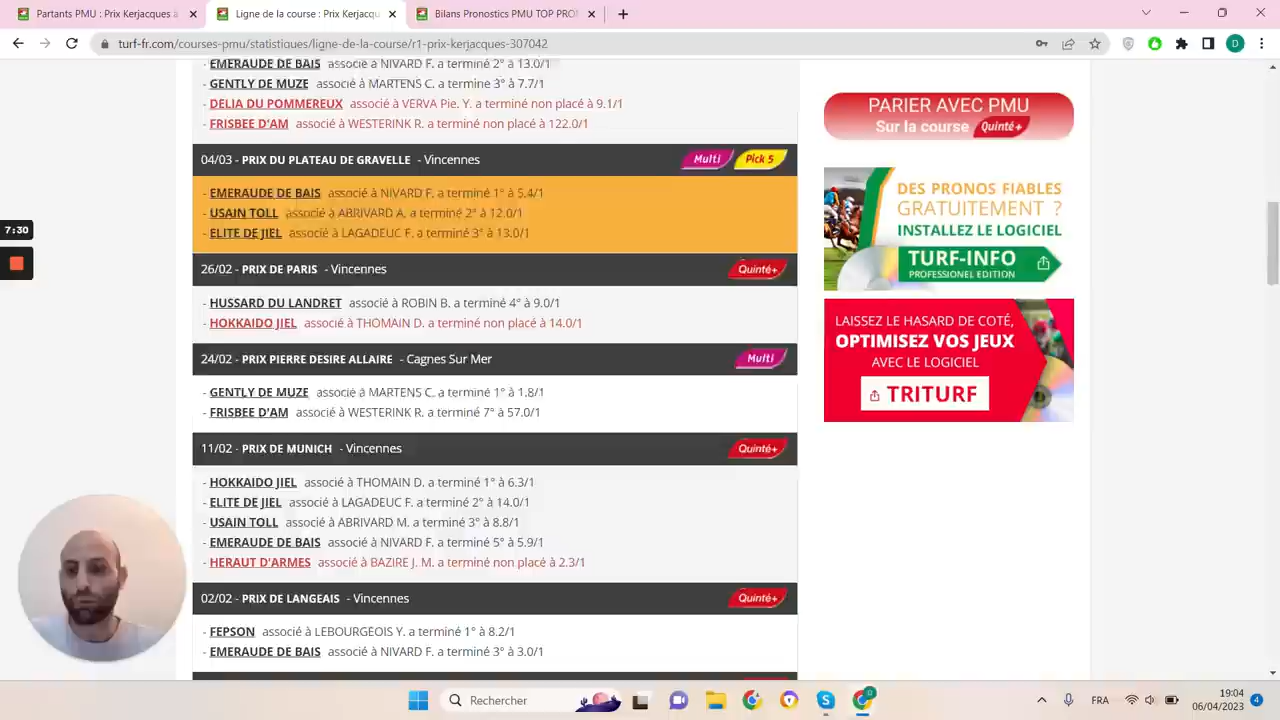 Partants PMU : Prix Kerjasques a
Ligne de la course : Prix Kerjacqu
Bilans Pronostics PMU TOP PRO
turf-fr.com/courses-pmu/statistiques/ligne-de-la-course/r1-prix-kerjaques-307042
D
- EMERAUDE DE BAIS associé à NIVARD F. a terminé 2° à 13.0/1
- GENTLY DE MUZE associé à MARTENS C. a terminé 3° à 7.7/1
- DELIA DU POMMEREUX associé à VERVA Pie. Y. a terminé non placé à 9.1/1
- FRISBEE D'AM associé à WESTERINK R. a terminé non placé à 122.0/1
04/03 - PRIX DU PLATEAU DE GRAVELLE - Vincennes Multi Pick 5
- EMERAUDE DE BAIS associé à NIVARD F. a terminé 1° à 5.4/1
- USAIN TOLL associé à ABRIVARD A. a terminé 2° à 12.0/1
- ELITE DE JIEL associé à LAGADEUC F. a terminé 3° à 13.0/1
26/02 - PRIX DE PARIS - Vincennes Quinté+
- HUSSARD DU LANDRET associé à ROBIN B. a terminé 4° à 9.0/1
- HOKKAIDO JIEL associé à THOMAIN D. a terminé non placé à 14.0/1
24/02 - PRIX PIERRE DESIRE ALLAIRE - Cagnes Sur Mer Multi
- GENTLY DE MUZE associé à MARTENS C. a terminé 1° à 1.8/1
- FRISBEE D'AM associé à WESTERINK R. a terminé 7° à 57.0/1
11/02 - PRIX DE MUNICH - Vincennes Quinté+
- HOKKAIDO JIEL associé à THOMAIN D. a terminé 1° à 6.3/1
- ELITE DE JIEL associé à LAGADEUC F. a terminé 2° à 14.0/1
- USAIN TOLL associé à ABRIVARD M. a terminé 3° à 8.8/1
- EMERAUDE DE BAIS associé à NIVARD F. a terminé 5° à 5.9/1
- HERAUT D'ARMES associé à BAZIRE J. M. a terminé non placé à 2.3/1
02/02 - PRIX DE LANGEAIS - Vincennes Quinté+
- FEPSON associé à LEBOURGEOIS Y. a terminé 1° à 8.2/1
- EMERAUDE DE BAIS associé à NIVARD F. a terminé 3° à 3.0/1
PARIER AVEC PMU
Sur la course Quinté+
DES PRONOS FIABLES
GRATUITEMENT ?
INSTALLEZ LE LOGICIEL
TURF-INFO
PROFESSIONEL EDITION
LAISSEZ LE HASARD DE COTÉ,
OPTIMISEZ VOS JEUX
AVEC LE LOGICIEL
TRITURF
7:30
Rechercher
FRA
19:04
06/04/2023
4